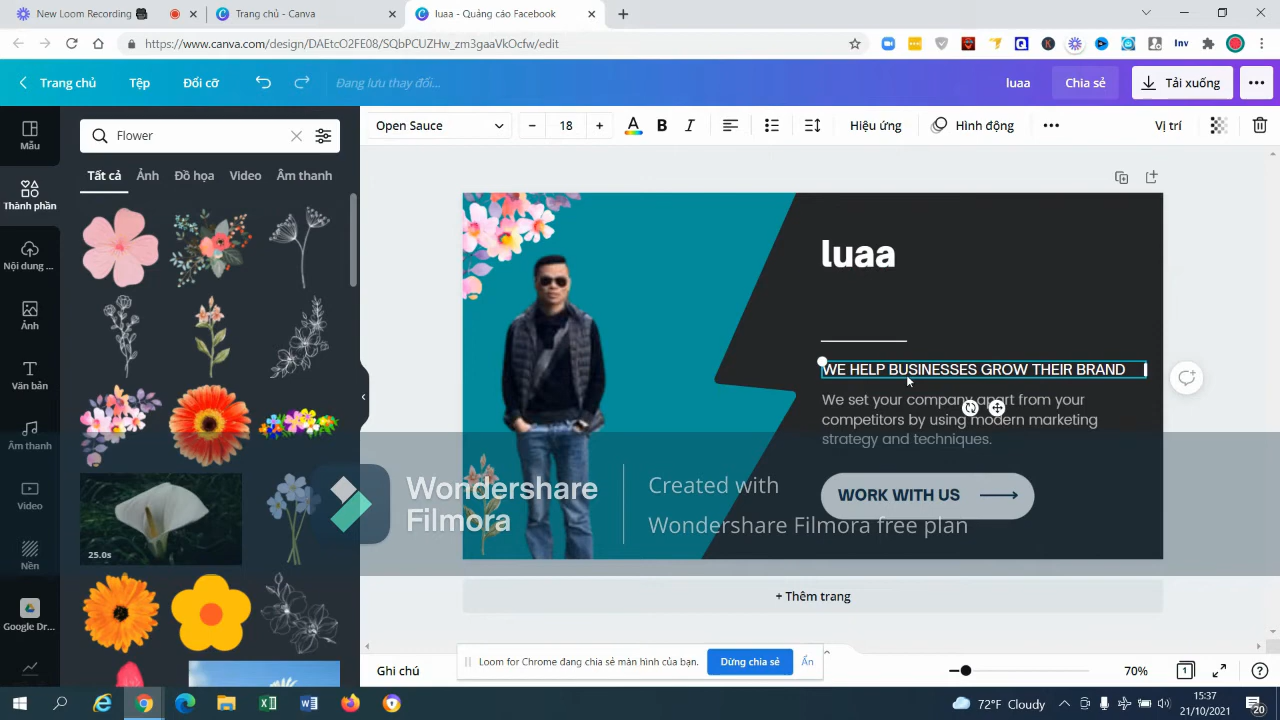 New Loom Recording
Trang chủ - Canva
luaa - Quảng cáo Facebook
https://www.canva.com/design/DAEtcO2FE08/SQbPCUZHw_zm3gaaVkOcfw/edit
Inv
Trang chủ
Tệp
Đổi cỡ
Đang lưu thay đổi...
luaa
Chia sẻ
Tải xuống
Flower
Open Sauce
18
A
B
I
Hiệu ứng
Hình động
Vị trí
Mẫu
Thành phần
Nội dung ...
Ảnh
Văn bản
Âm thanh
Video
Nền
Google Dr...
Tất cả
Ảnh
Đồ họa
Video
Âm thanh
25.0s
luaa
WE HELP BUSINESSES GROW THEIR BRAND
We set your company apart from your
competitors by using modern marketing
strategy and techniques.
WORK WITH US
Wondershare
Filmora
Created with
Wondershare Filmora free plan
+ Thêm trang
Loom for Chrome đang chia sẻ màn hình của bạn.
Dừng chia sẻ
Ẩn
Ghi chú
70%
1
72°F Cloudy
15:37
21/10/2021
20